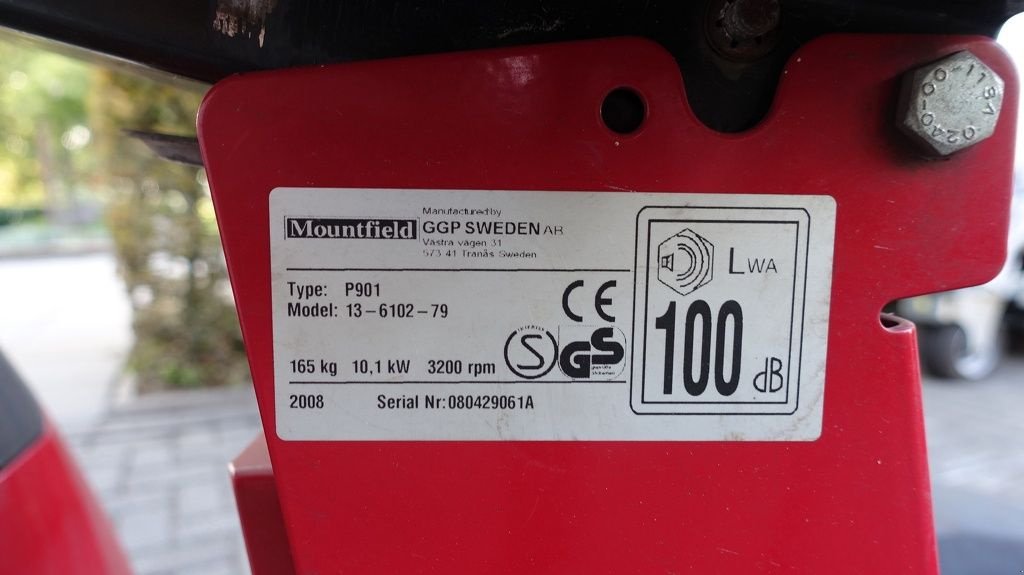 Mountfield
Manufactured by
GGP SWEDEN AB
Västra vägen 31
573 41 Tranås Sweden
Type: P901
Model: 13-6102-79
CE
S
GS
165 kg 10,1 kW 3200 rpm
2008 Serial Nr:080429061A
LWA
100
dB